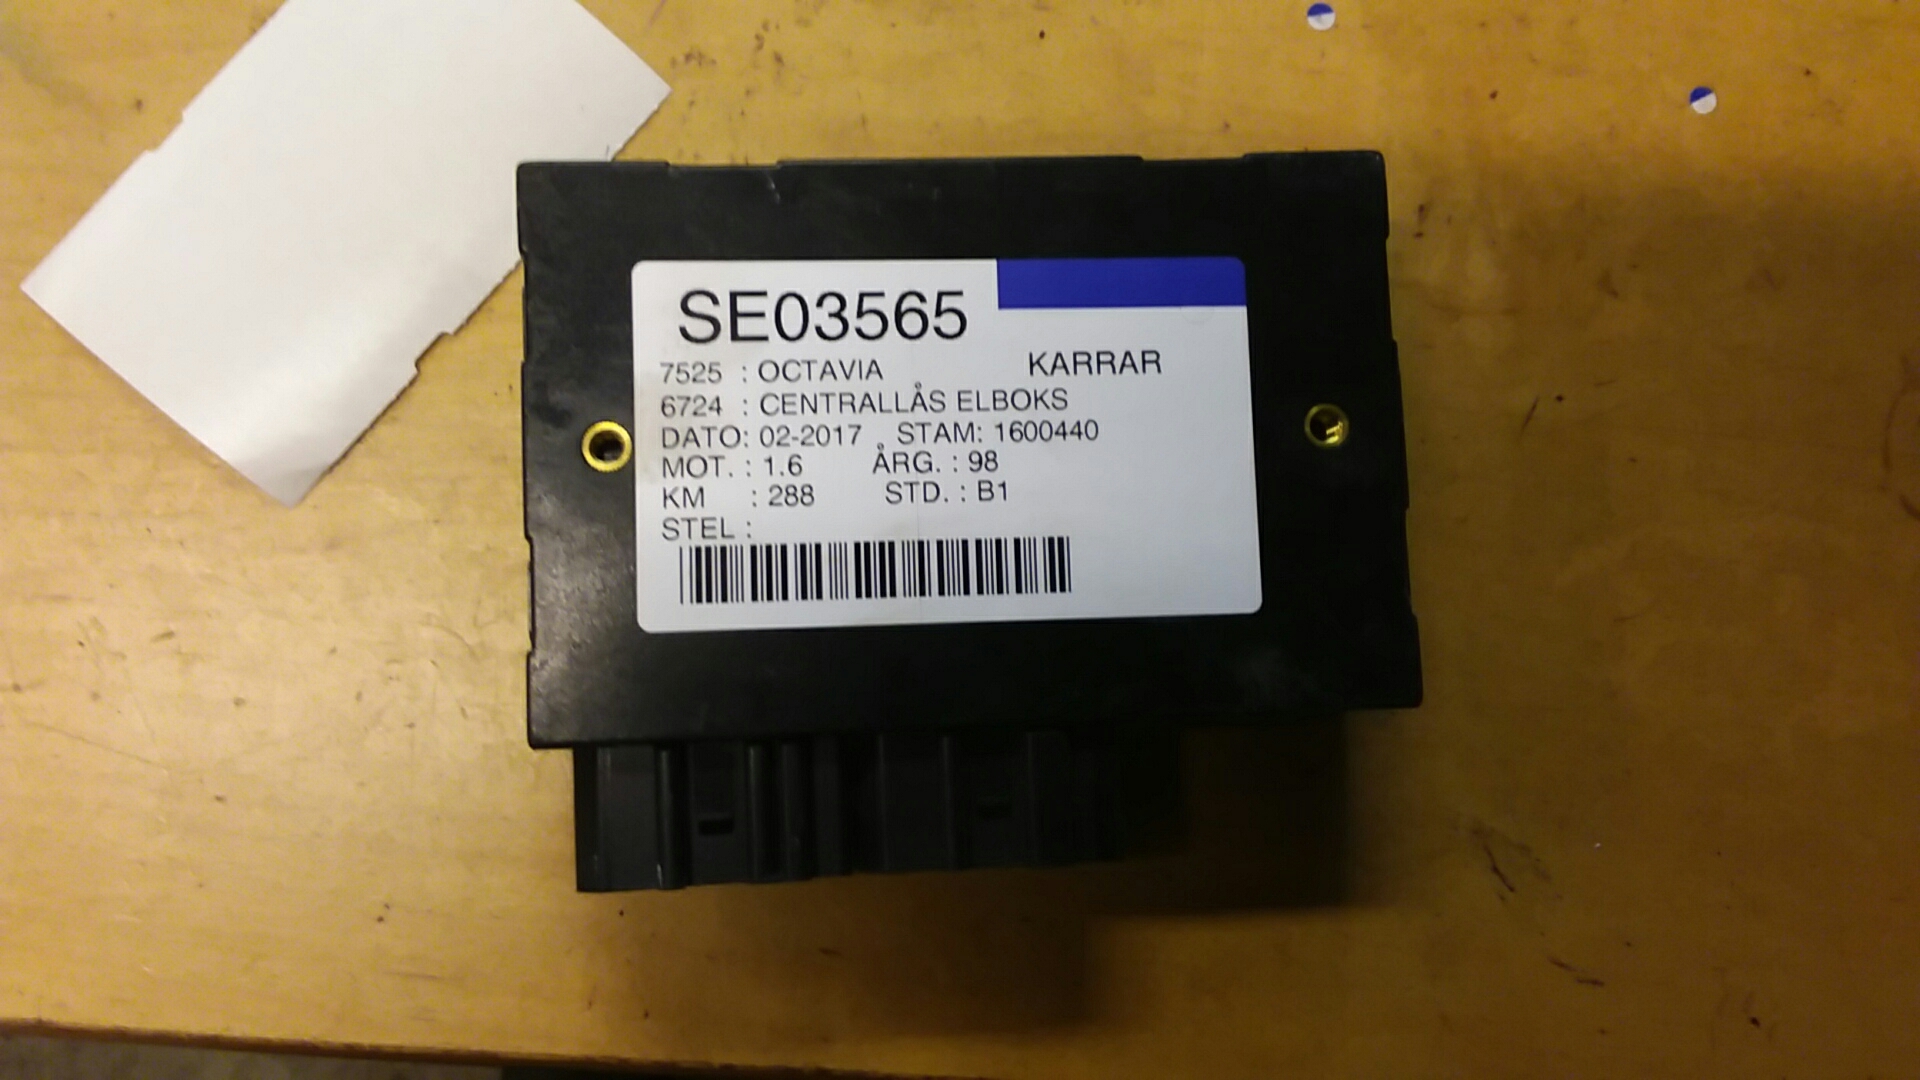 SE03565
7525 : OCTAVIA KARRAR
6724 : CENTRALLÅS ELBOKS
DATO: 02-2017 STAM: 1600440
MOT. : 1.6 ÅRG. : 98
KM : 288 STD. : B1
STEL :